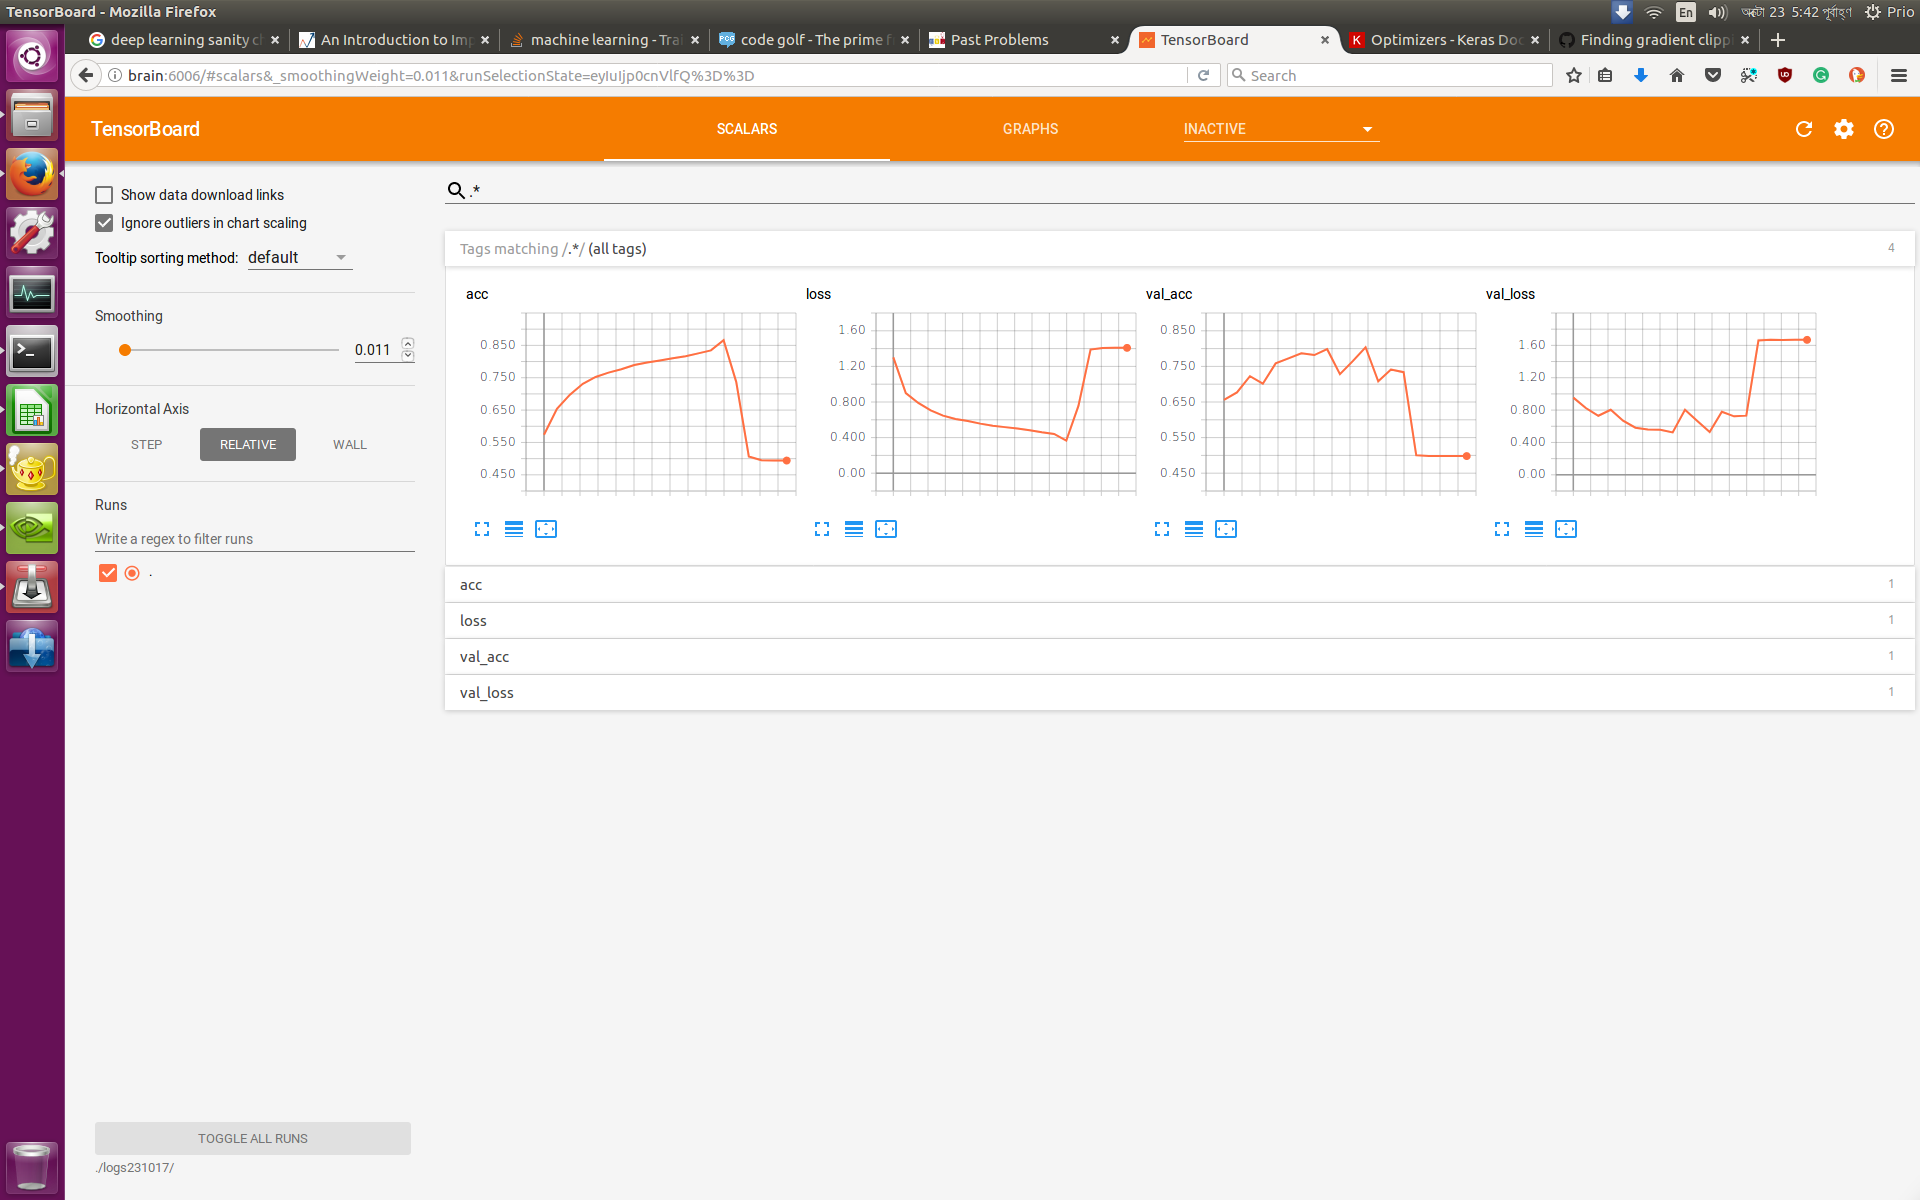 TensorBoard - Mozilla Firefox
En
অক্টো 23 5:42 পূর্বাহ্ণ
Prio
deep learning sanity ch
An Introduction to Imp
machine learning - Trai
code golf - The prime f
Past Problems
TensorBoard
Optimizers - Keras Doc
Finding gradient clippi
brain:6006/#scalars&_smoothingWeight=0.011&runSelectionState=eyIuIjp0cnVlfQ%3D%3D
Search
TensorBoard
SCALARS
GRAPHS
INACTIVE
Show data download links
Ignore outliers in chart scaling
Tooltip sorting method: default
Smoothing
0.011
Horizontal Axis
STEP RELATIVE WALL
Runs
Write a regex to filter runs
.
TOGGLE ALL RUNS
./logs231017/
.*
Tags matching /.*/ (all tags)
4
acc
0.850
0.750
0.650
0.550
0.450
loss
1.60
1.20
0.800
0.400
0.00
val_acc
0.850
0.750
0.650
0.550
0.450
val_loss
1.60
1.20
0.800
0.400
0.00
acc 1
loss 1
val_acc 1
val_loss 1